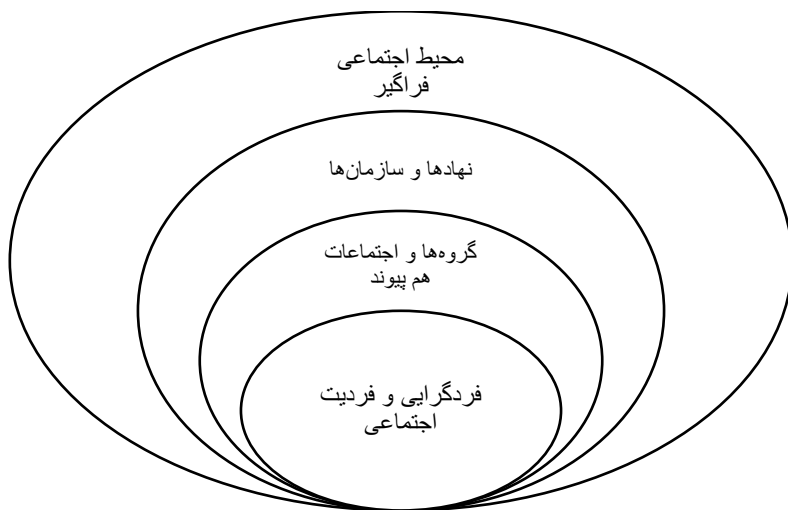 محیط اجتماعی
فراگیر
نهادها و سازمان‌ها
گروه‌ها و اجتماعات
هم پیوند
فردگرایی و فردیت
اجتماعی